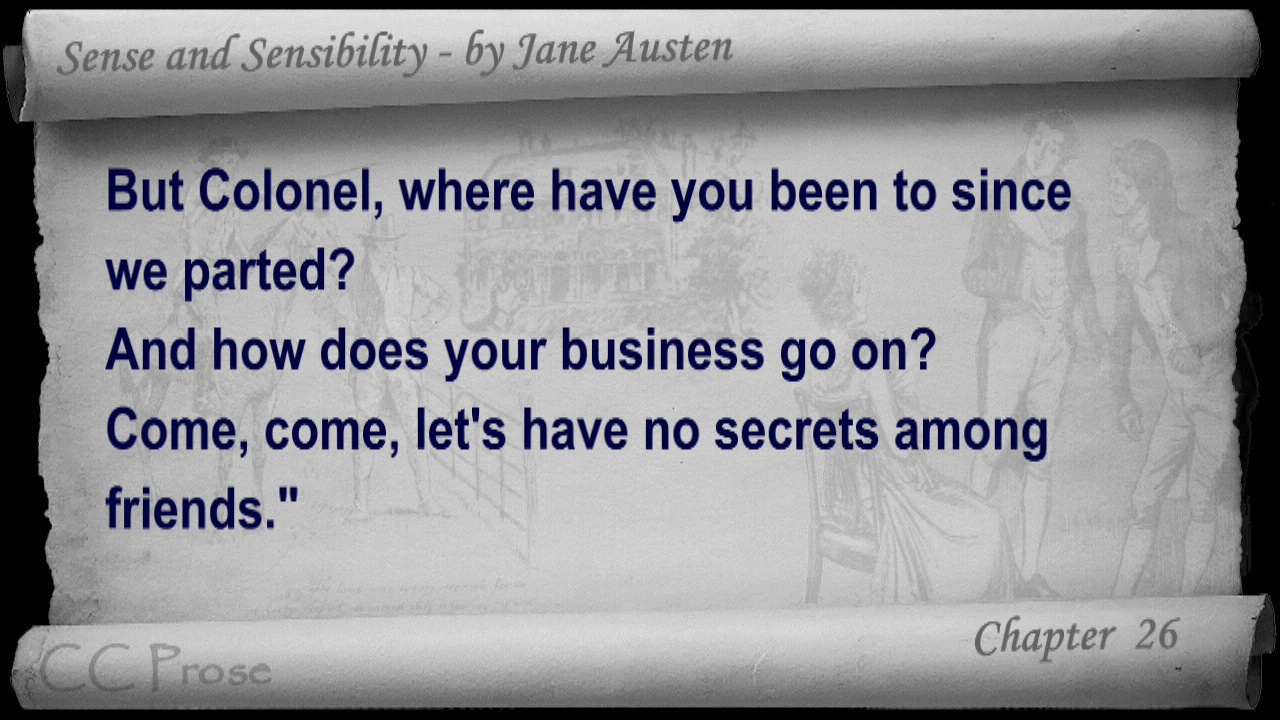 Sense and Sensibility - by Jane Austen
But Colonel, where have you been to since
we parted?
And how does your business go on?
Come, come, let's have no secrets among
friends."
Chapter 26
CC Prose